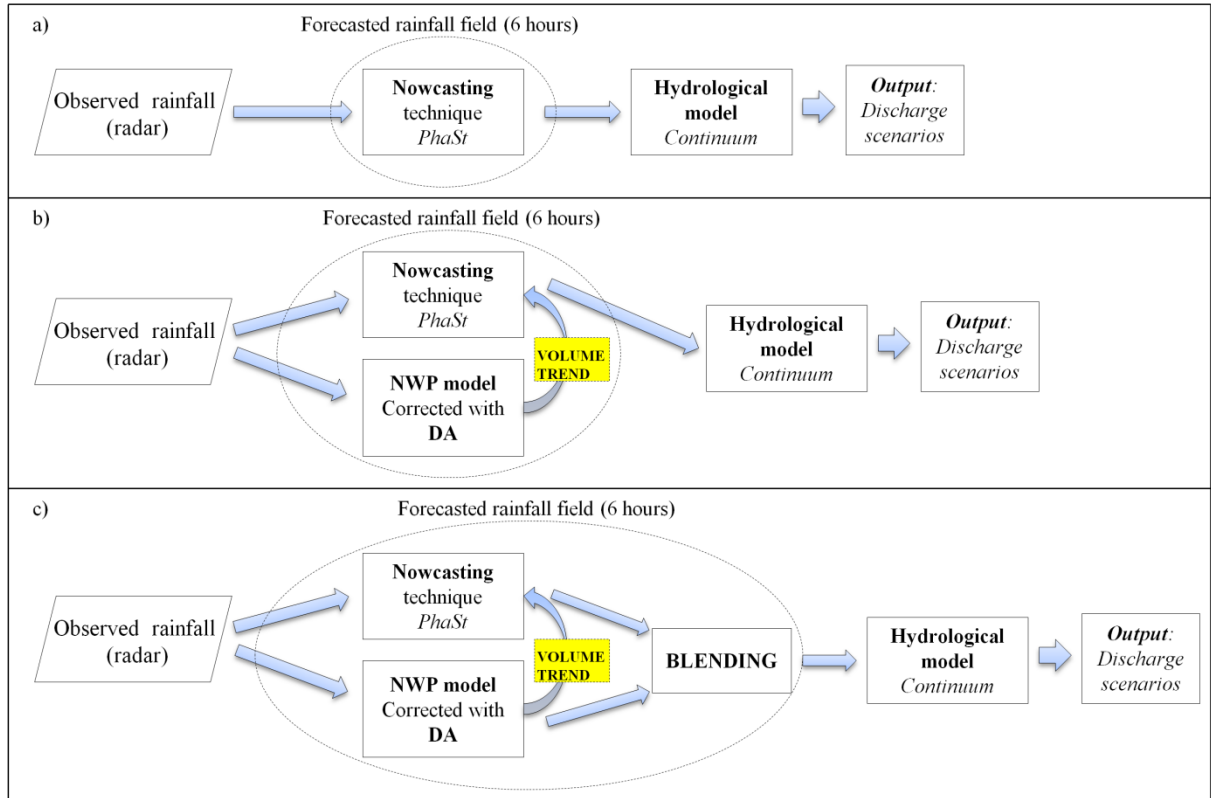 a)
Forecasted rainfall field (6 hours)
Observed rainfall
(radar)
Nowcasting
technique
PhaSt
Hydrological
model
Continuum
Output:
Discharge
scenarios
b)
Forecasted rainfall field (6 hours)
Observed rainfall
(radar)
Nowcasting
technique
PhaSt
VOLUME
TREND
NWP model
Corrected with
DA
Hydrological
model
Continuum
Output:
Discharge
scenarios
c)
Forecasted rainfall field (6 hours)
Observed rainfall
(radar)
Nowcasting
technique
PhaSt
VOLUME
TREND
NWP model
Corrected with
DA
BLENDING
Hydrological
model
Continuum
Output:
Discharge
scenarios